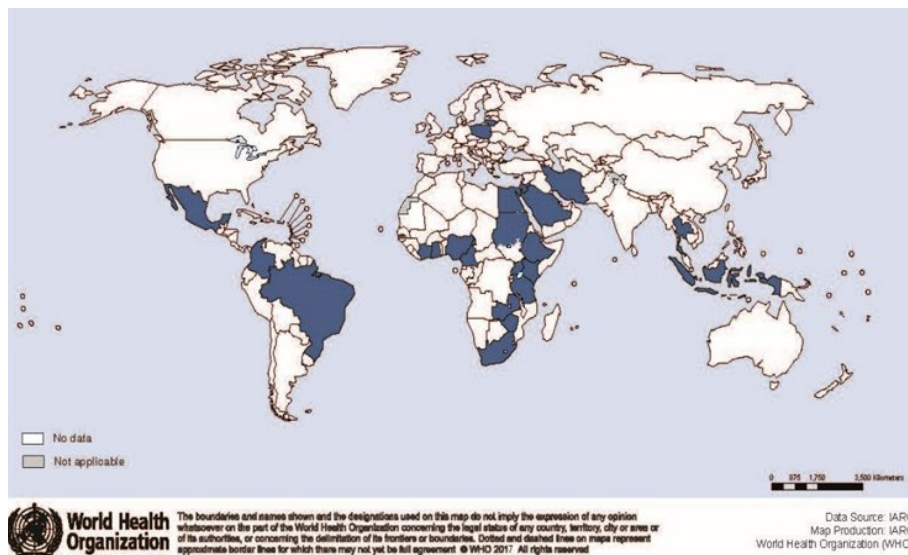 No data
Not applicable
0 875 1,750 3,500 Kilometers
World Health
Organization
The boundaries and names shown and the designations used on this map do not imply the expression of any opinion
whatsoever on the part of the World Health Organization concerning the legal status of any country, territory, city or area or
of its authorities, or concerning the delimitation of its frontiers or boundaries. Dotted and dashed lines on maps represent
approximate border lines for which there may not yet be full agreement © WHO 2017. All rights reserved
Data Source: IAR
Map Production: IAR
World Health Organization (WHO